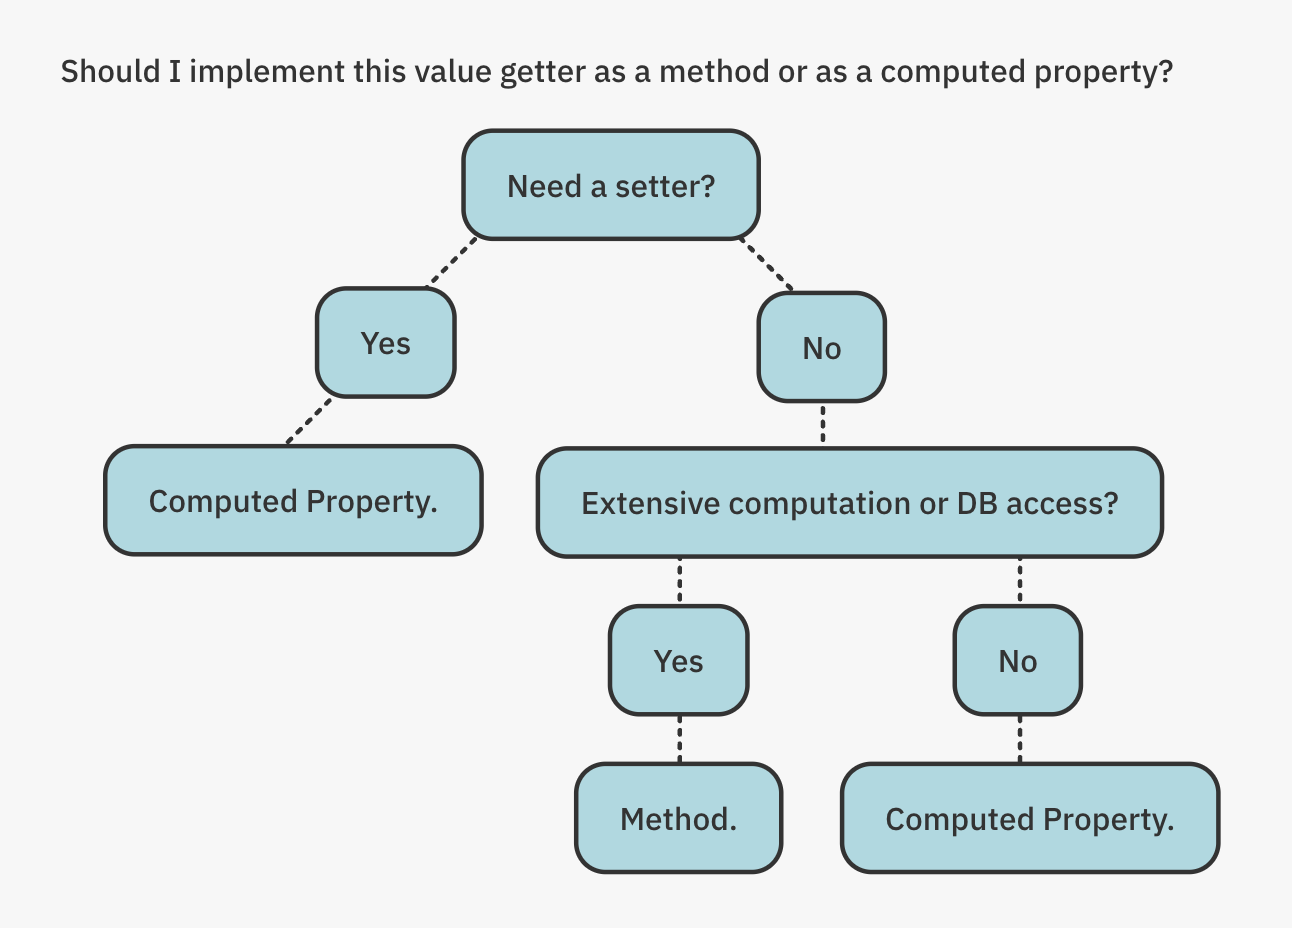 Should I implement this value getter as a method or as a computed property?
Need a setter?
Yes
No
Computed Property.
Extensive computation or DB access?
Yes
No
Method.
Computed Property.